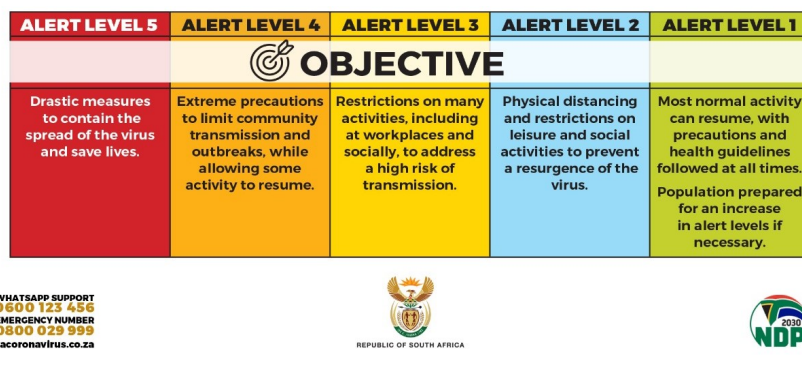 ALERT LEVEL 5
ALERT LEVEL 4
ALERT LEVEL 3
ALERT LEVEL 2
ALERT LEVEL 1
OBJECTIVE
Drastic measures
to contain the
spread of the virus
and save lives.
Extreme precautions
to limit community
transmission and
outbreaks, while
allowing some
activity to resume.
Restrictions on many
activities, including
at workplaces and
socially, to address
a high risk of
transmission.
Physical distancing
and restrictions on
leisure and social
activities to prevent
a resurgence of the
virus.
Most normal activity
can resume, with
precautions and
health guidelines
followed at all times.
Population prepared
for an increase
in alert levels if
necessary.
WHATSAPP SUPPORT
0600 123 456
EMERGENCY NUMBER
0800 029 999
acoronavirus.co.za
REPUBLIC OF SOUTH AFRICA
2030
NDP